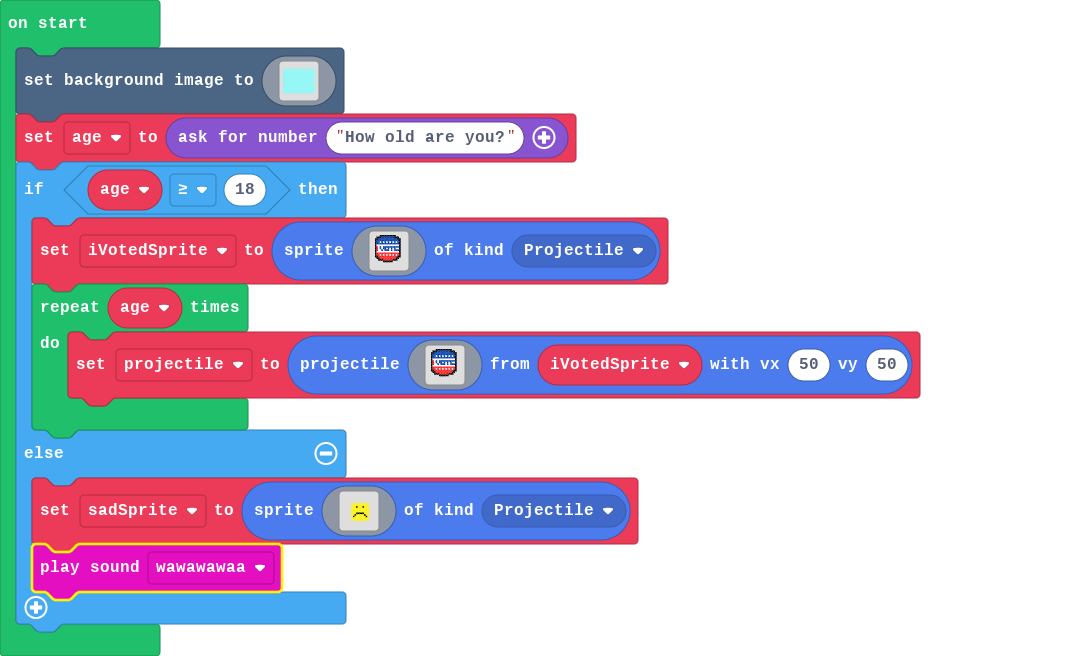 on start
set background image to
set age to ask for number "How old are you?"
if age ≥ 18 then
set iVotedSprite to sprite of kind Projectile
repeat age times
do
set projectile to projectile from iVotedSprite with vx 50 vy 50
else
set sadSprite to sprite of kind Projectile
play sound wawawawaa